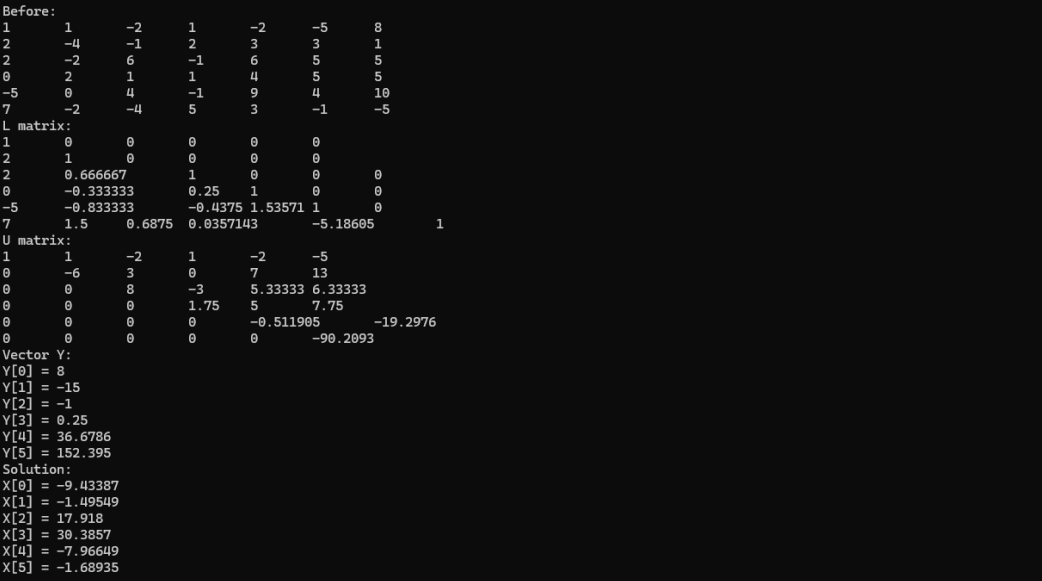 Before:
1 1 -2 1 -2 -5 8
2 -4 -1 2 3 3 1
2 -2 6 -1 6 5 5
0 2 1 1 4 5 5
-5 0 4 -1 9 4 10
7 -2 -4 5 3 -1 -5
L matrix:
1 0 0 0 0 0
2 1 0 0 0 0
2 0.666667 1 0 0 0
0 -0.333333 0.25 1 0 0
-5 -0.833333 -0.4375 1.53571 1 0
7 1.5 0.6875 0.0357143 -5.18605 1
U matrix:
1 1 -2 1 -2 -5
0 -6 3 0 7 13
0 0 8 -3 5.33333 6.33333
0 0 0 1.75 5 7.75
0 0 0 0 -0.511905 -19.2976
0 0 0 0 0 -90.2093
Vector Y:
Y[0] = 8
Y[1] = -15
Y[2] = -1
Y[3] = 0.25
Y[4] = 36.6786
Y[5] = 152.395
Solution:
X[0] = -9.43387
X[1] = -1.49549
X[2] = 17.918
X[3] = 30.3857
X[4] = -7.96649
X[5] = -1.68935